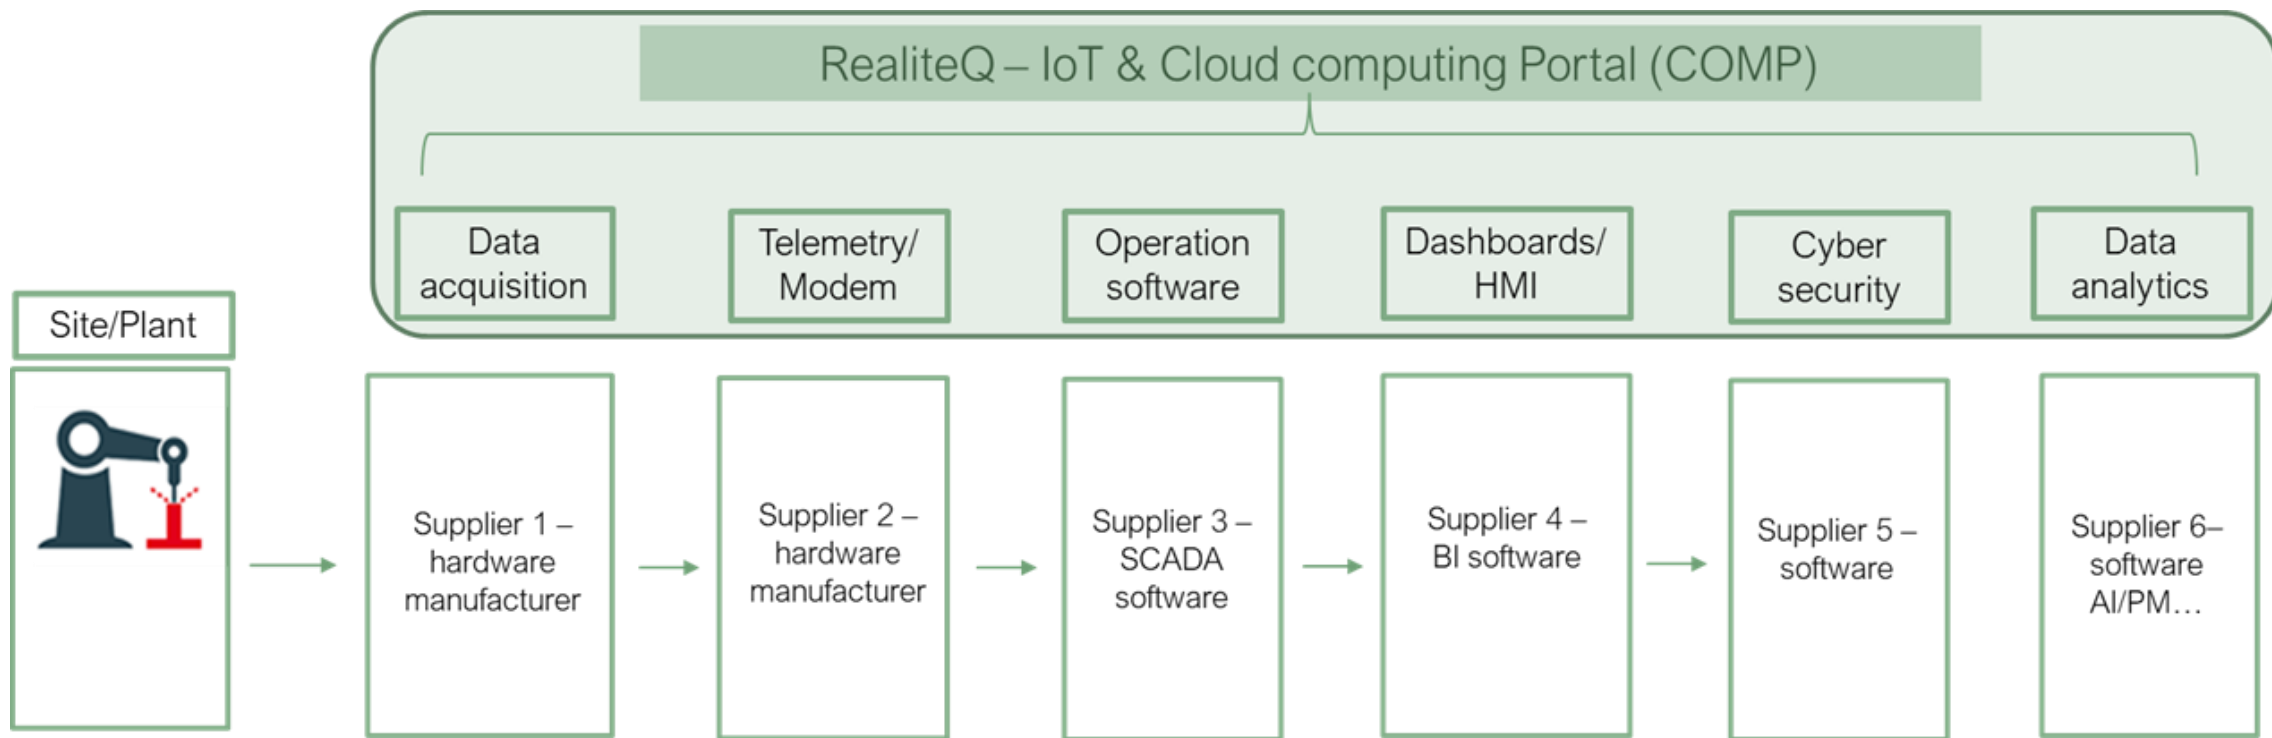 RealiteQ – IoT & Cloud computing Portal (COMP)
Data
acquisition
Telemetry/
Modem
Operation
software
Dashboards/
HMI
Cyber
security
Data
analytics
Site/Plant
Supplier 1 –
hardware
manufacturer
Supplier 2 –
hardware
manufacturer
Supplier 3 –
SCADA
software
Supplier 4 –
BI software
Supplier 5 –
software
Supplier 6–
software
AI/PM...